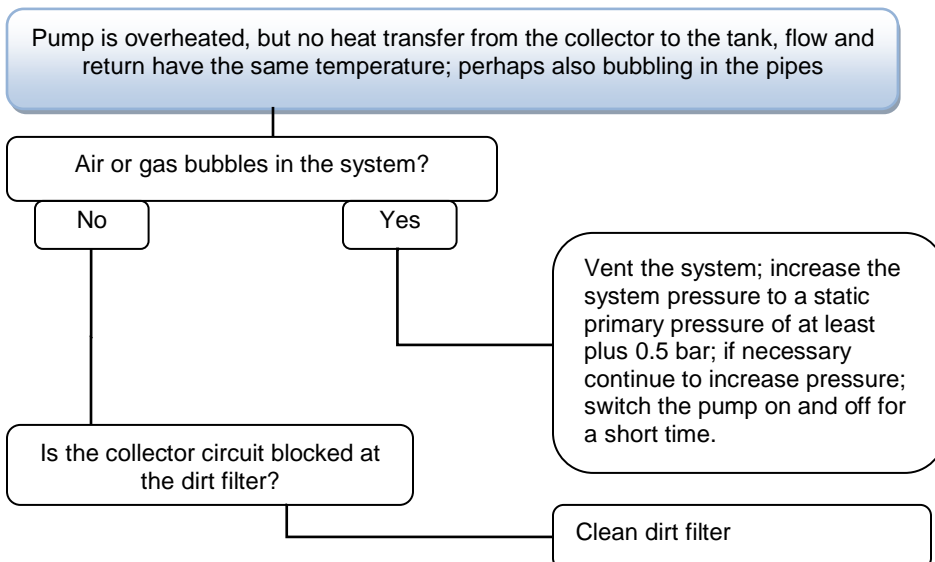 Pump is overheated, but no heat transfer from the collector to the tank, flow and
return have the same temperature; perhaps also bubbling in the pipes
Air or gas bubbles in the system?
No
Yes
Vent the system; increase the
system pressure to a static
primary pressure of at least
plus 0.5 bar; if necessary
continue to increase pressure;
switch the pump on and off for
a short time.
Is the collector circuit blocked at
the dirt filter?
Clean dirt filter